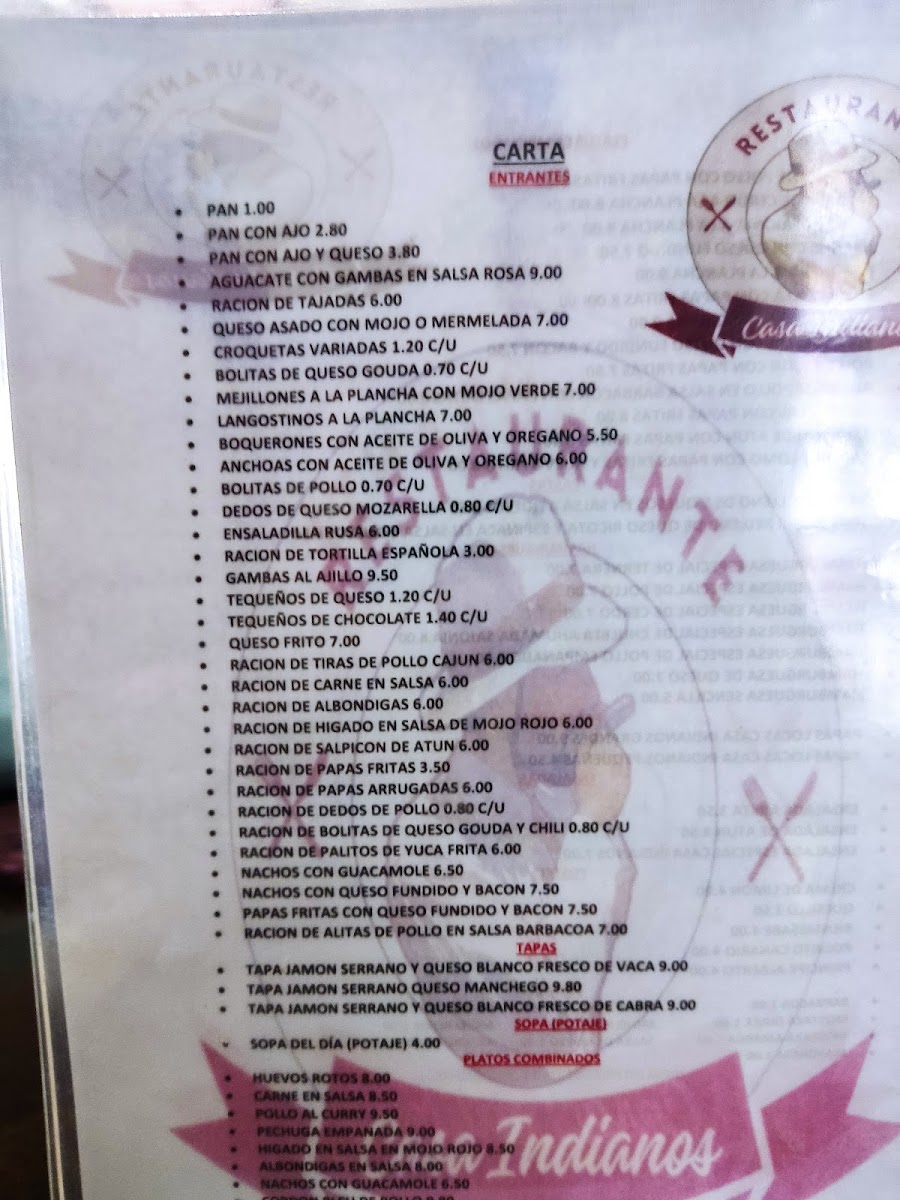 RESTAURANTE
RESTAURAN
Casa Indiano
CARTA
ENTRANTES
• PAN 1.00
• PAN CON AJO 2.80
• PAN CON AJO Y QUESO 3.80
• AGUACATE CON GAMBAS EN SALSA ROSA 9.00
• RACION DE TAJADAS 6.00
• QUESO ASADO CON MOJO O MERMELADA 7.00
• CROQUETAS VARIADAS 1.20 C/U
• BOLITAS DE QUESO GOUDA 0.70 C/U
• MEJILLONES A LA PLANCHA CON MOJO VERDE 7.00
• LANGOSTINOS A LA PLANCHA 7.00
• BOQUERONES CON ACEITE DE OLIVA Y OREGANO 5.50
• ANCHOAS CON ACEITE DE OLIVA Y OREGANO 6.00
• BOLITAS DE POLLO 0.70 C/U
• DEDOS DE QUESO MOZARELLA 0.80 C/U
• ENSALADILLA RUSA 6.00
• RACION DE TORTILLA ESPAÑOLA 3.00
• GAMBAS AL AJILLO 9.50
• TEQUEÑOS DE QUESO 1.20 C/U
• TEQUEÑOS DE CHOCOLATE 1.40 C/U
• QUESO FRITO 7.00
• RACION DE TIRAS DE POLLO CAJUN 6.00
• RACION DE CARNE EN SALSA 6.00
• RACION DE ALBONDIGAS 6.00
• RACION DE HIGADO EN SALSA DE MOJO ROJO 6.00
• RACION DE SALPICON DE ATUN 6.00
• RACION DE PAPAS FRITAS 3.50
• RACION DE PAPAS ARRUGADAS 6.00
• RACION DE DEDOS DE POLLO 0.80 C/U
• RACION DE BOLITAS DE QUESO GOUDA Y CHILI 0.80 C/U
• RACION DE PALITOS DE YUCA FRITA 6.00
• NACHOS CON GUACAMOLE 6.50
• NACHOS CON QUESO FUNDIDO Y BACON 7.50
• PAPAS FRITAS CON QUESO FUNDIDO Y BACON 7.50
• RACION DE ALITAS DE POLLO EN SALSA BARBACOA 7.00
TAPAS
• TAPA JAMON SERRANO Y QUESO BLANCO FRESCO DE VACA 9.00
• TAPA JAMON SERRANO QUESO MANCHEGO 9.80
• TAPA JAMON SERRANO Y QUESO BLANCO FRESCO DE CABRA 9.00
SOPA (POTAJE)
SOPA DEL DÍA (POTAJE) 4.00
PLATOS COMBINADOS
• HUEVOS ROTOS 8.00
• CARNE EN SALSA 8.50
• POLLO AL CURRY 9.50
• PECHUGA EMPANADA 9.00
• HIGADO EN SALSA EN MOJO ROJO 8.50
• ALBONDIGAS EN SALSA 8.00
• NACHOS CON GUACAMOLE 6.50
RESTAURANTE
Indianos